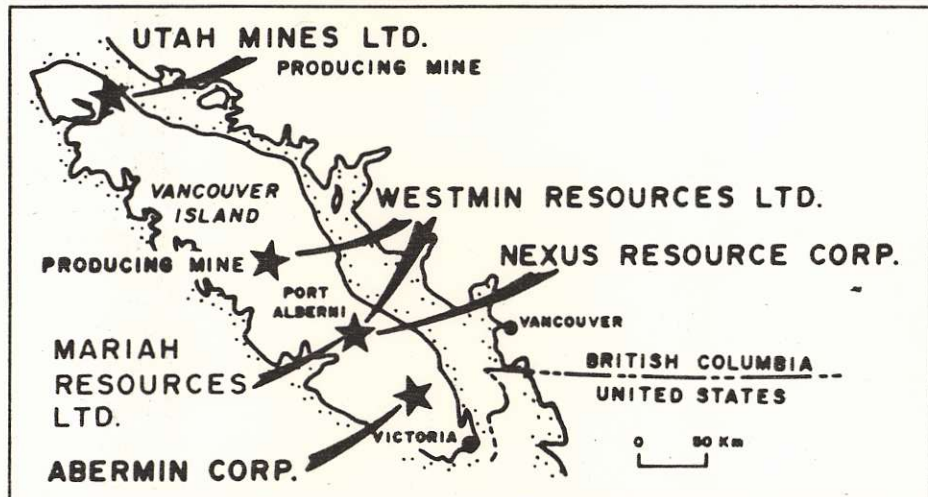 UTAH MINES LTD.
PRODUCING MINE
VANCOUVER
ISLAND
WESTMIN RESOURCES LTD.
PRODUCING MINE
NEXUS RESOURCE CORP.
PORT
ALBERNI
VANCOUVER
MARIAH
RESOURCES
LTD.
BRITISH COLUMBIA
UNITED STATES
VICTORIA
0 50 Km
ABERMIN CORP.